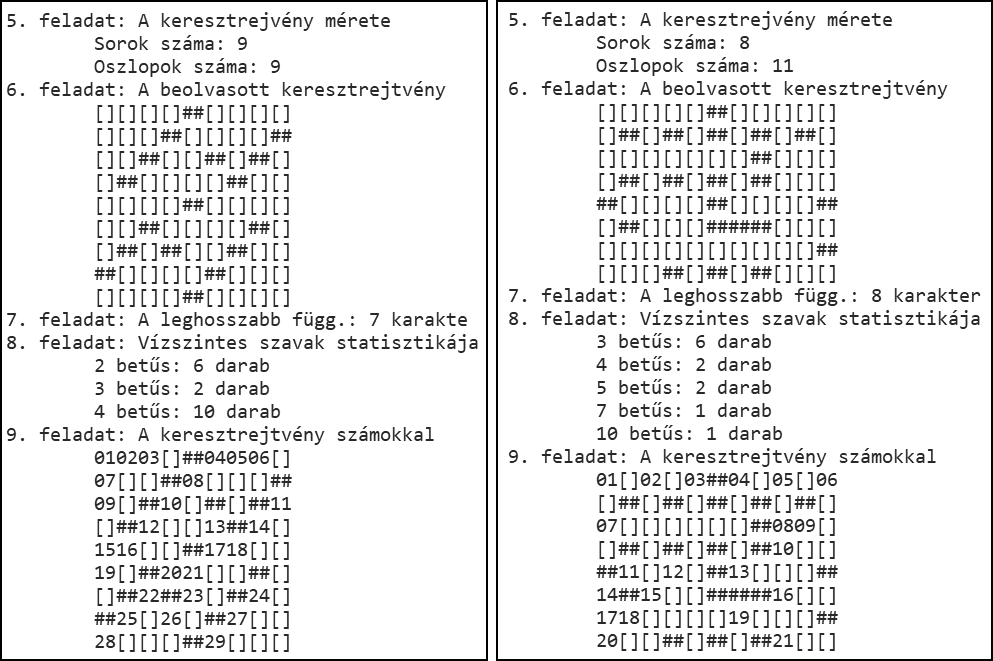 5. feladat: A keresztrejvény mérete
Sorok száma: 9
Oszlopok száma: 9
6. feladat: A beolvasott keresztrejtvény
[][][][]##[][][][]
[][][]##[][][][]##
[][]##[][]##[]##[]
[]##[][][][]##[][]
[][][][]##[][][][]
[][]##[][][][]##[]
[]##[]##[][]##[][]
##[][][][]##[][][]
[][][][]##[][][][]
7. feladat: A leghosszabb függ.: 7 karakte
8. feladat: Vízszintes szavak statisztikája
2 betűs: 6 darab
3 betűs: 2 darab
4 betűs: 10 darab
9. feladat: A keresztrejtvény számokkal
010203[]##040506[]
07[][]##08[][][]##
09[]##10[]##[]##11
[]##12[][]13##14[]
1516[][]##1718[][]
19[]##2021[][]##[]
[]##22##23[]##24[]
##25[]26[]##27[][]
28[][][]##29[][][]
5. feladat: A keresztrejvény mérete
Sorok száma: 8
Oszlopok száma: 11
6. feladat: A beolvasott keresztrejtvény
[][][][][]##[][][][][]
[]##[]##[]##[]##[]##[]
[][][][][][][]##[][][]
[]##[]##[]##[]##[][][]
##[][][][]##[][][][]##
[]##[][][]######[][][]
[][][][][][][][][][]##
[][][]##[]##[]##[][][]
7. feladat: A leghosszabb függ.: 8 karakter
8. feladat: Vízszintes szavak statisztikája
3 betűs: 6 darab
4 betűs: 2 darab
5 betűs: 2 darab
7 betűs: 1 darab
10 betűs: 1 darab
9. feladat: A keresztrejtvény számokkal
01[]02[]03##04[]05[]06
[]##[]##[]##[]##[]##[]
07[][][][][][]##0809[]
[]##[]##[]##[]##10[][]
##11[]12[]##13[][][]##
14##15[][]######16[][]
1718[][][][]19[][][]##
20[][]##[]##[]##21[][]